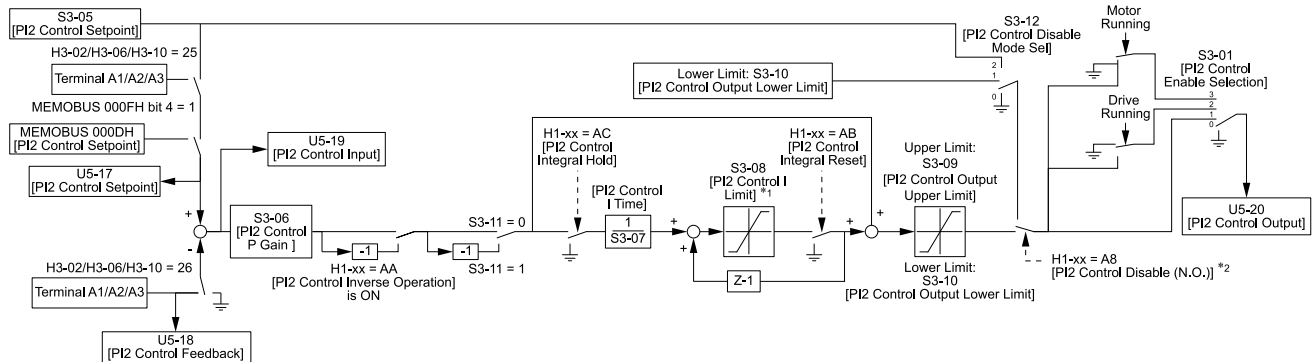 S3-05
[PI2 Control Setpoint]
H3-02/H3-06/H3-10 = 25
Terminal A1/A2/A3
MEMOBUS 000FH bit 4 = 1
MEMOBUS 000DH
[PI2 Control Setpoint]
U5-17
[PI2 Control Setpoint]
+
-
H3-02/H3-06/H3-10 = 26
Terminal A1/A2/A3
U5-18
[PI2 Control Feedback]
U5-19
[PI2 Control Input]
S3-06
[PI2 Control
P Gain ]
-1
H1-xx = AA
[PI2 Control Inverse Operation]
is ON
S3-11 = 0
-1
S3-11 = 1
H1-xx = AC
[PI2 Control
Integral Hold]
[PI2 Control
I Time]
1
S3-07
+
+
S3-08
[PI2 Control I
Limit] *1
Z-1
H1-xx = AB
[PI2 Control
Integral Reset]
+
+
Upper Limit:
S3-09
[PI2 Control Output
Upper Limit]
Lower Limit:
S3-10
[PI2 Control Output Lower Limit]
Lower Limit: S3-10
[PI2 Control Output Lower Limit]
S3-12
[PI2 Control Disable
Mode Sel]
2
1
0
H1-xx = A8
[PI2 Control Disable (N.O.)] *2
Motor
Running
Drive
Running
S3-01
[PI2 Control
Enable Selection]
3
2
1
0
U5-20
[PI2 Control Output]